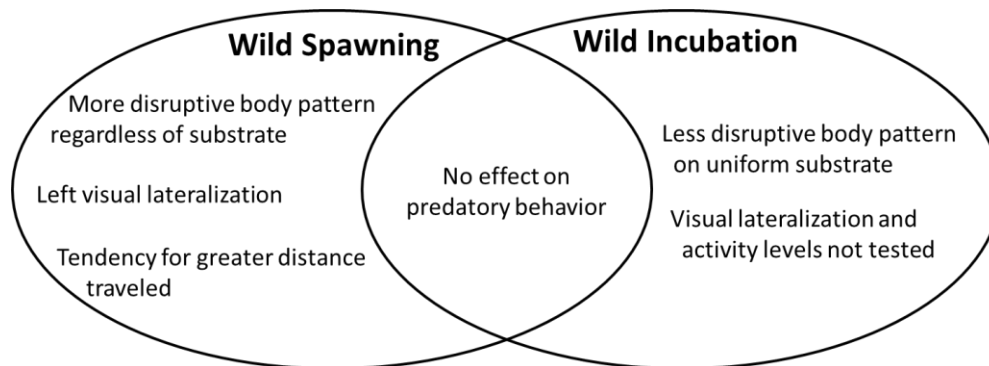 Wild Spawning
More disruptive body pattern
regardless of substrate
Left visual lateralization
Tendency for greater distance
traveled
No effect on
predatory behavior
Wild Incubation
Less disruptive body pattern
on uniform substrate
Visual lateralization and
activity levels not tested